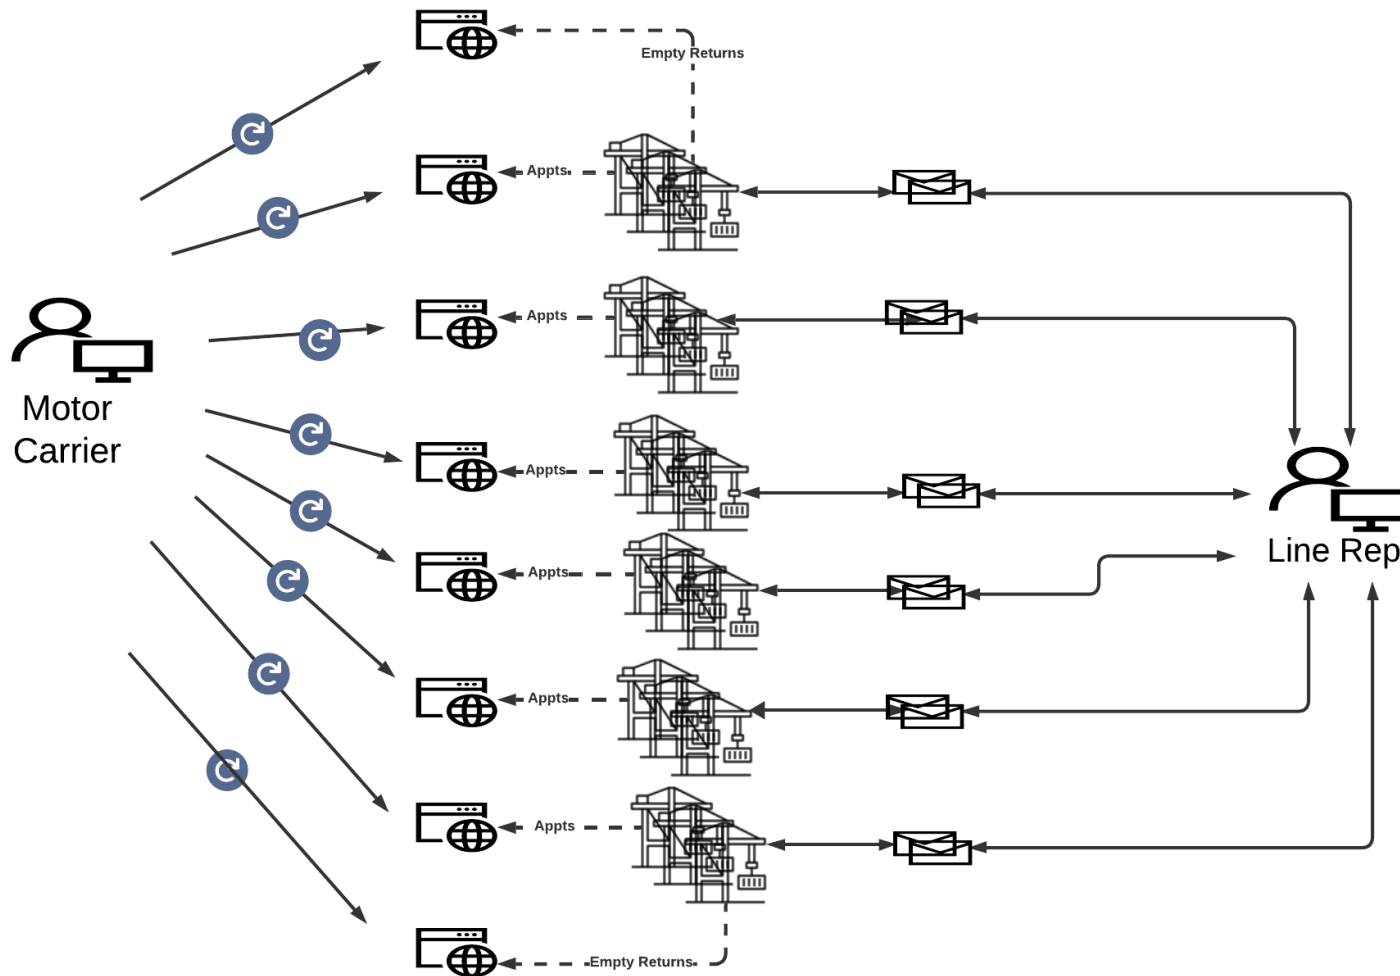 Empty Returns
Appts
Appts
Motor
Carrier
Appts
Line Rep
Appts
Appts
Appts
Empty Returns